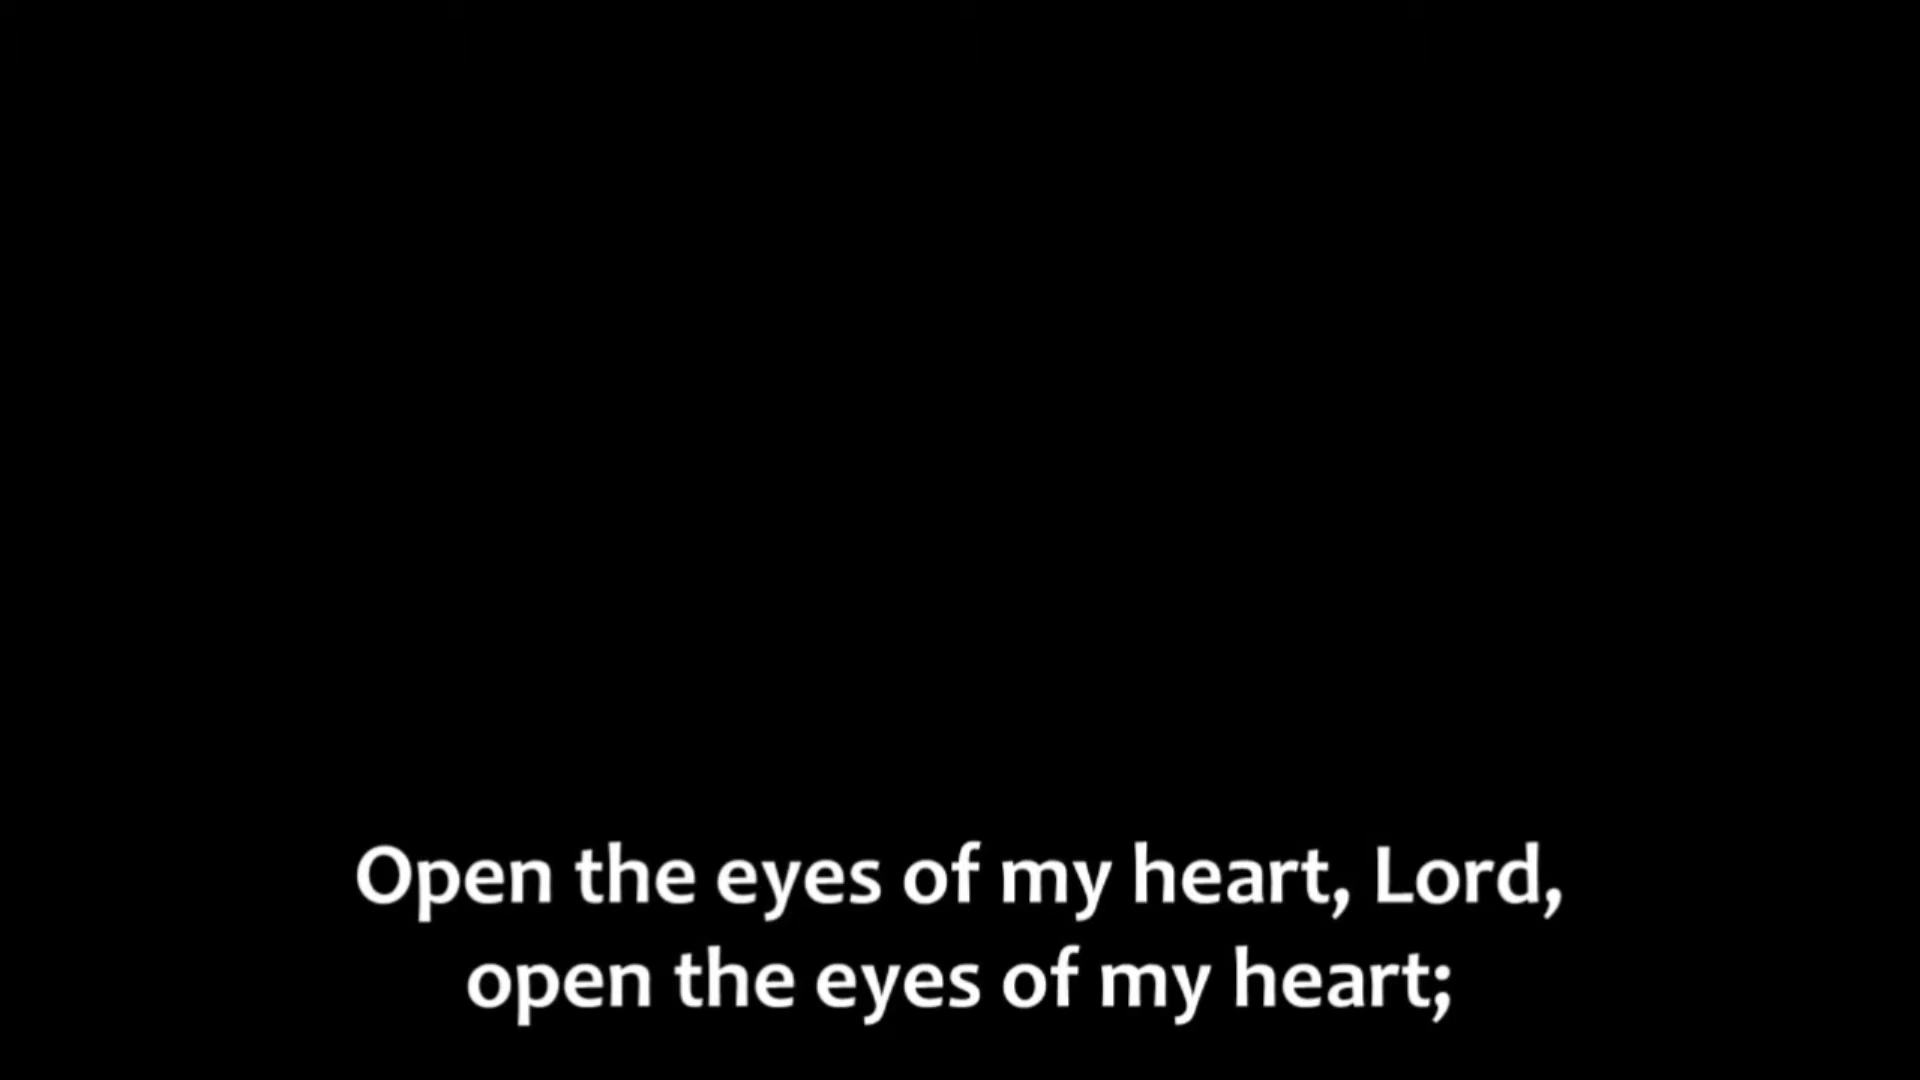 Open the eyes of my heart, Lord,
open the eyes of my heart;